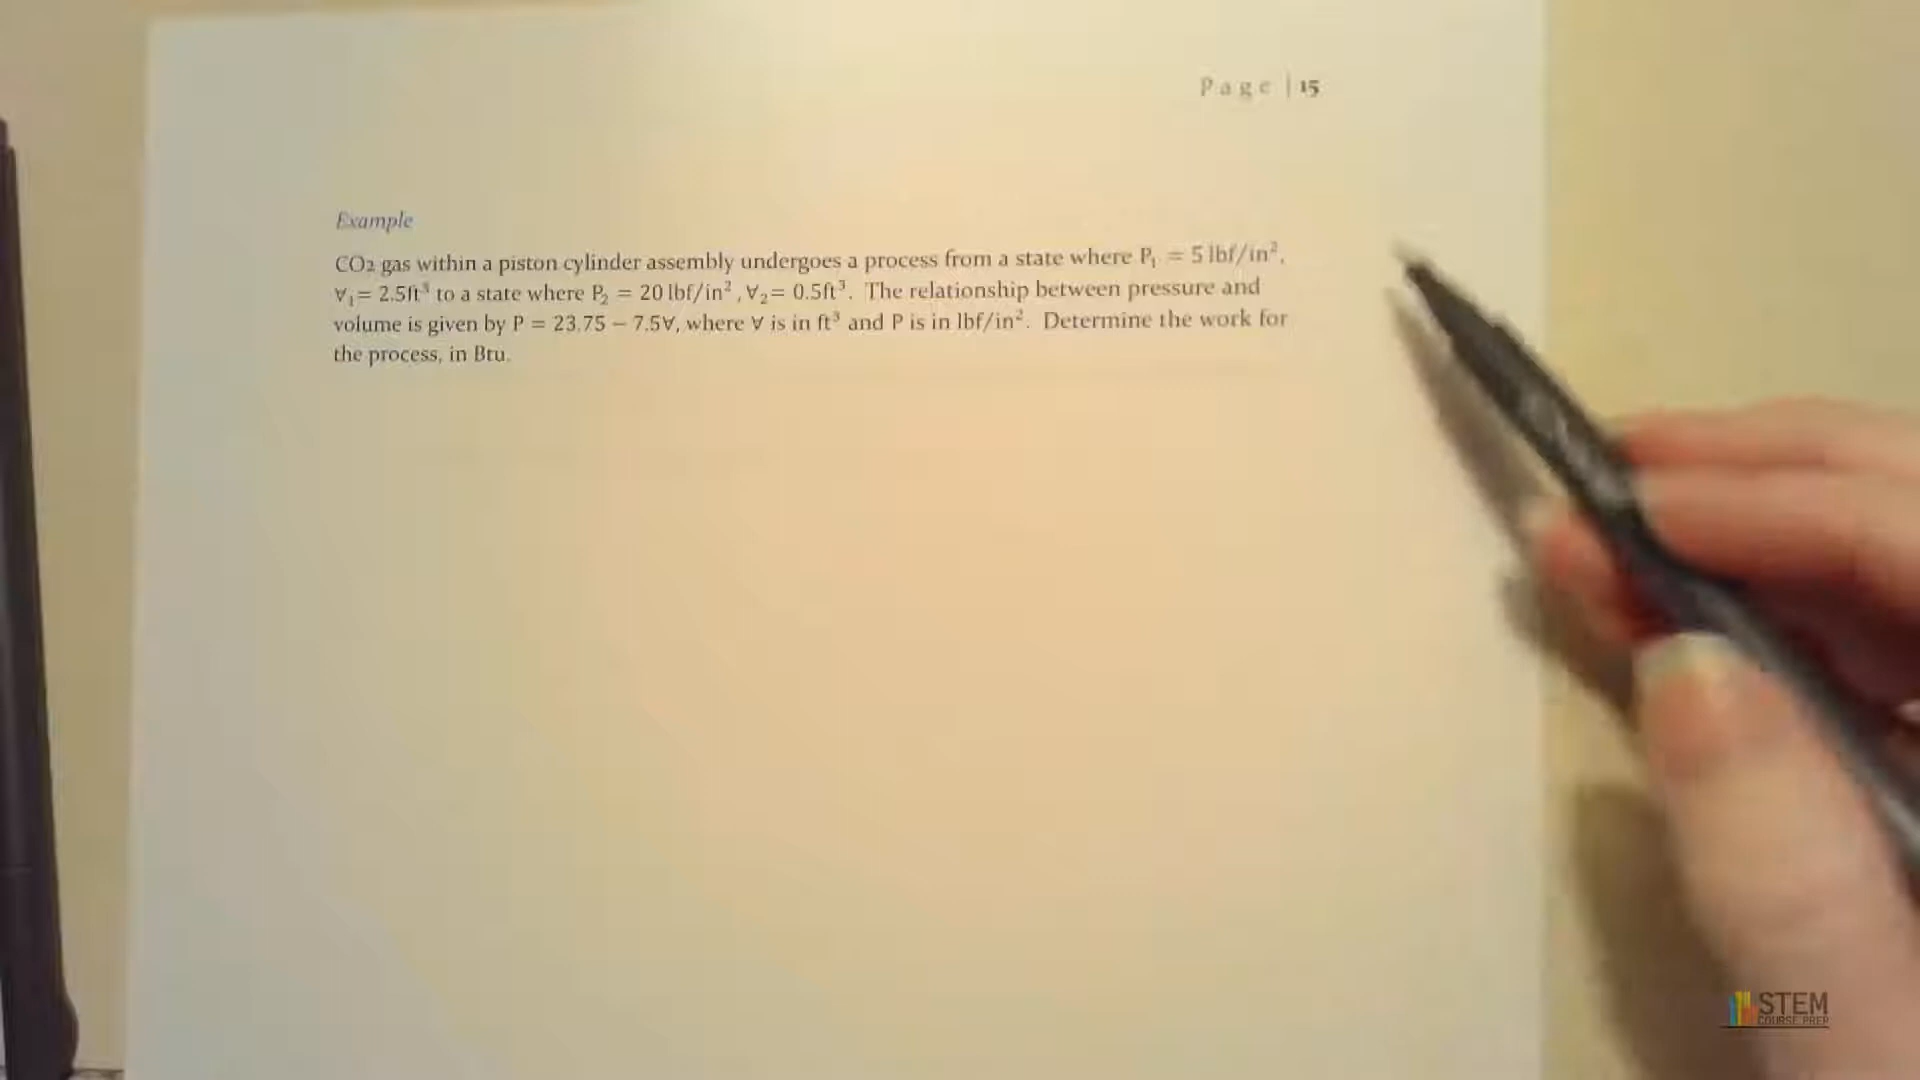 Page | 15
Example
CO2 gas within a piston cylinder assembly undergoes a process from a state where P₁ = 5 lbf/in²,
∀₁= 2.5ft³ to a state where P₂ = 20 lbf/in², ∀₂= 0.5ft³. The relationship between pressure and
volume is given by P = 23.75 – 7.5∀, where ∀ is in ft³ and P is in lbf/in². Determine the work for
the process, in Btu.
STEM
COURSE PREP